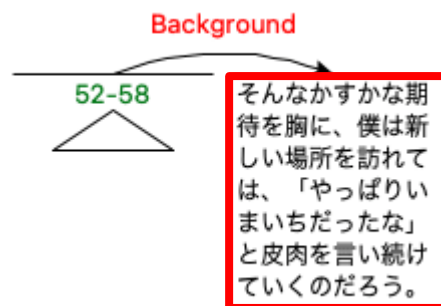 Background
52-58
そんなかすかな期
待を胸に、僕は新
しい場所を訪れて
は、「やっぱりい
まいちだったな」
と皮肉を言い続け
ていくのだろう。